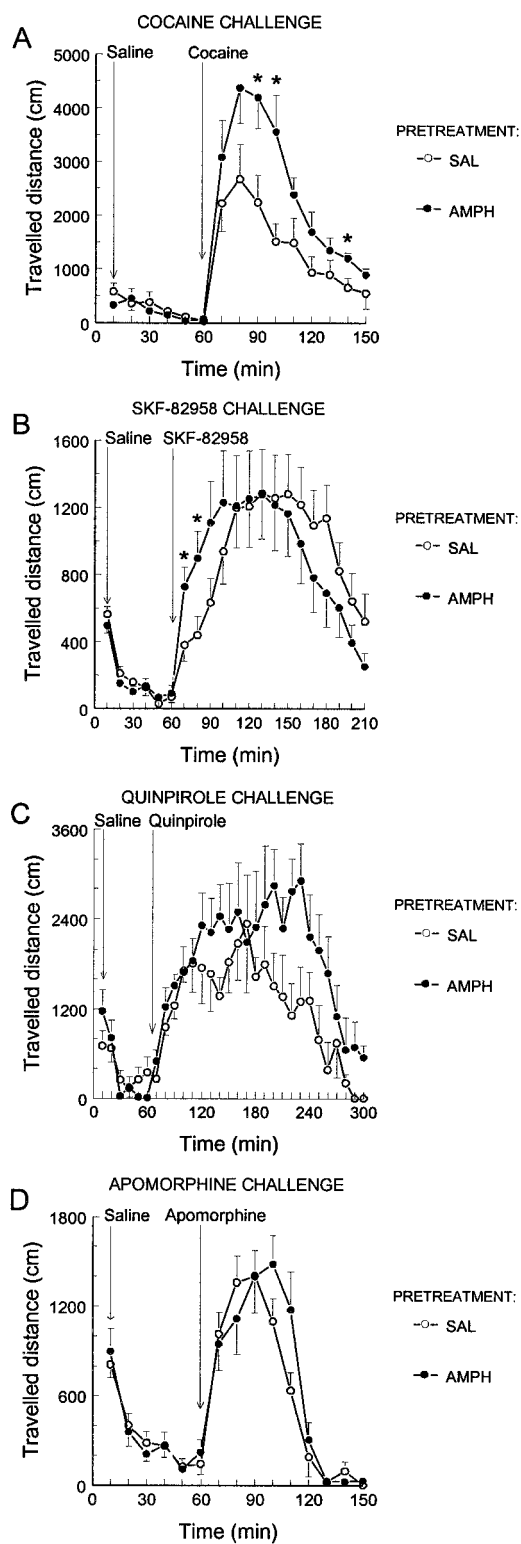 A
COCAINE CHALLENGE
Saline Cocaine
5000
4000
3000
2000
1000
0
Travelled distance (cm)
* *
*
0 30 60 90 120 150
Time (min)
PRETREATMENT:
SAL
AMPH
B
SKF-82958 CHALLENGE
Saline SKF-82958
1600
1200
800
400
0
Travelled distance (cm)
*
*
0 30 60 90 120 150 180 210
Time (min)
PRETREATMENT:
SAL
AMPH
C
QUINPIROLE CHALLENGE
Saline Quinpirole
3600
2400
1200
0
Travelled distance (cm)
0 60 120 180 240 300
Time (min)
PRETREATMENT:
SAL
AMPH
D
APOMORPHINE CHALLENGE
Saline Apomorphine
1800
1200
600
0
Travelled distance (cm)
0 30 60 90 120 150
Time (min)
PRETREATMENT:
SAL
AMPH